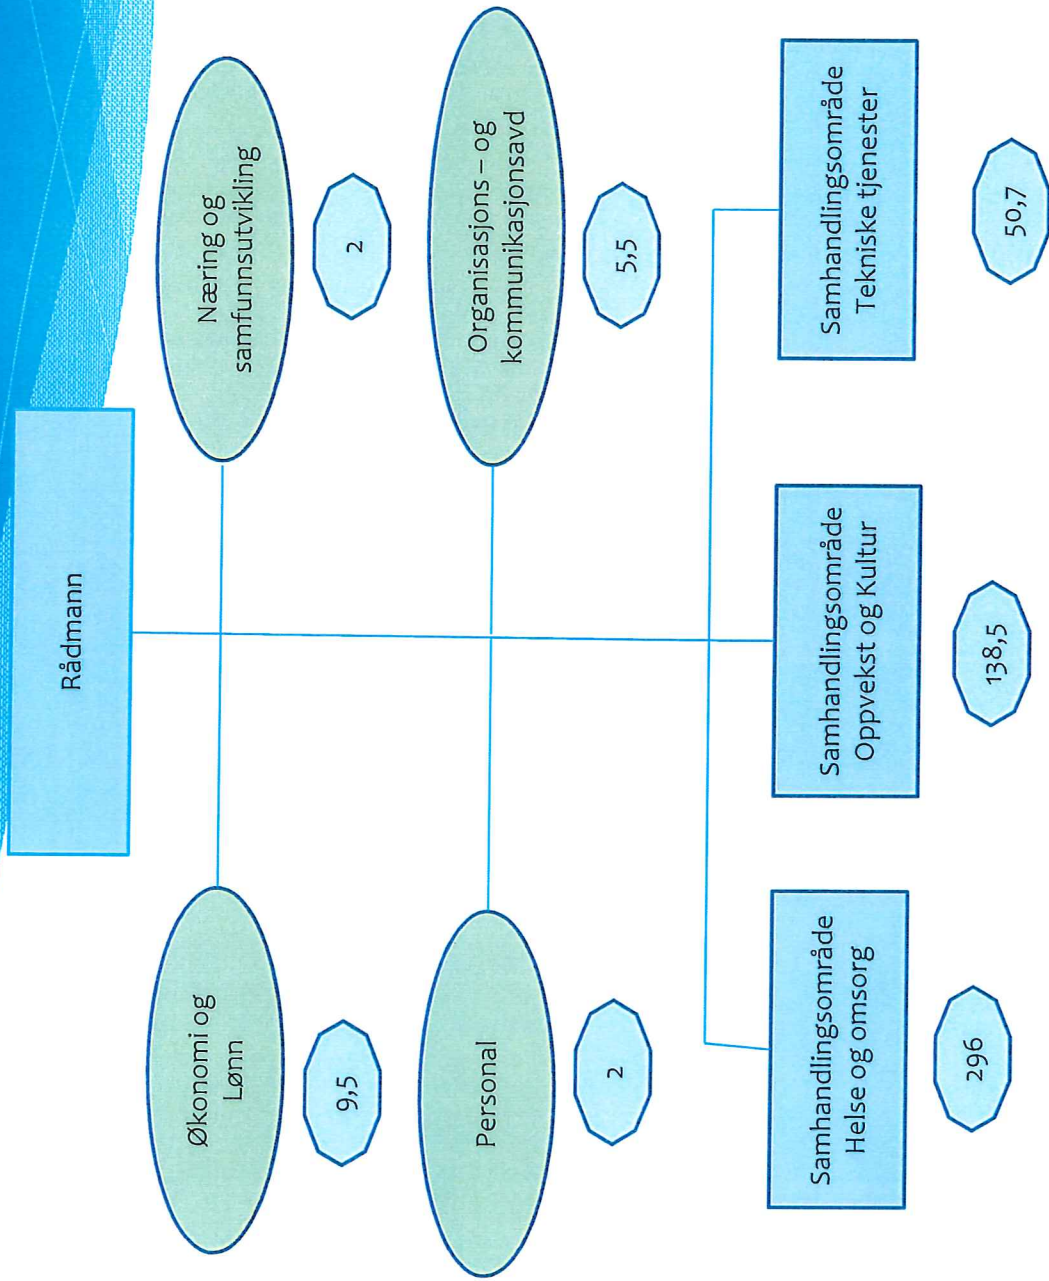 Rådmann
Økonomi og
Lønn
9,5
Næring og
samfunnsutvikling
2
Personal
2
Organisasjons – og
kommunikasjonsavd
5,5
Samhandlingsområde
Helse og omsorg
296
Samhandlingsområde
Oppvekst og Kultur
138,5
Samhandlingsområde
Tekniske tjenester
50,7